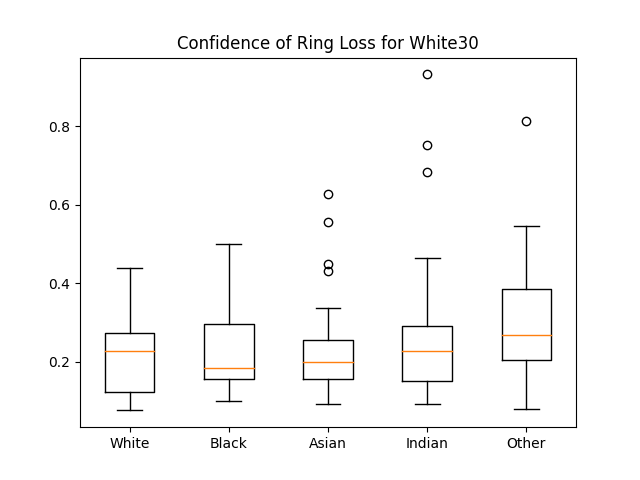 Confidence of Ring Loss for White30
0.8
0.6
0.4
0.2
White Black Asian Indian Other